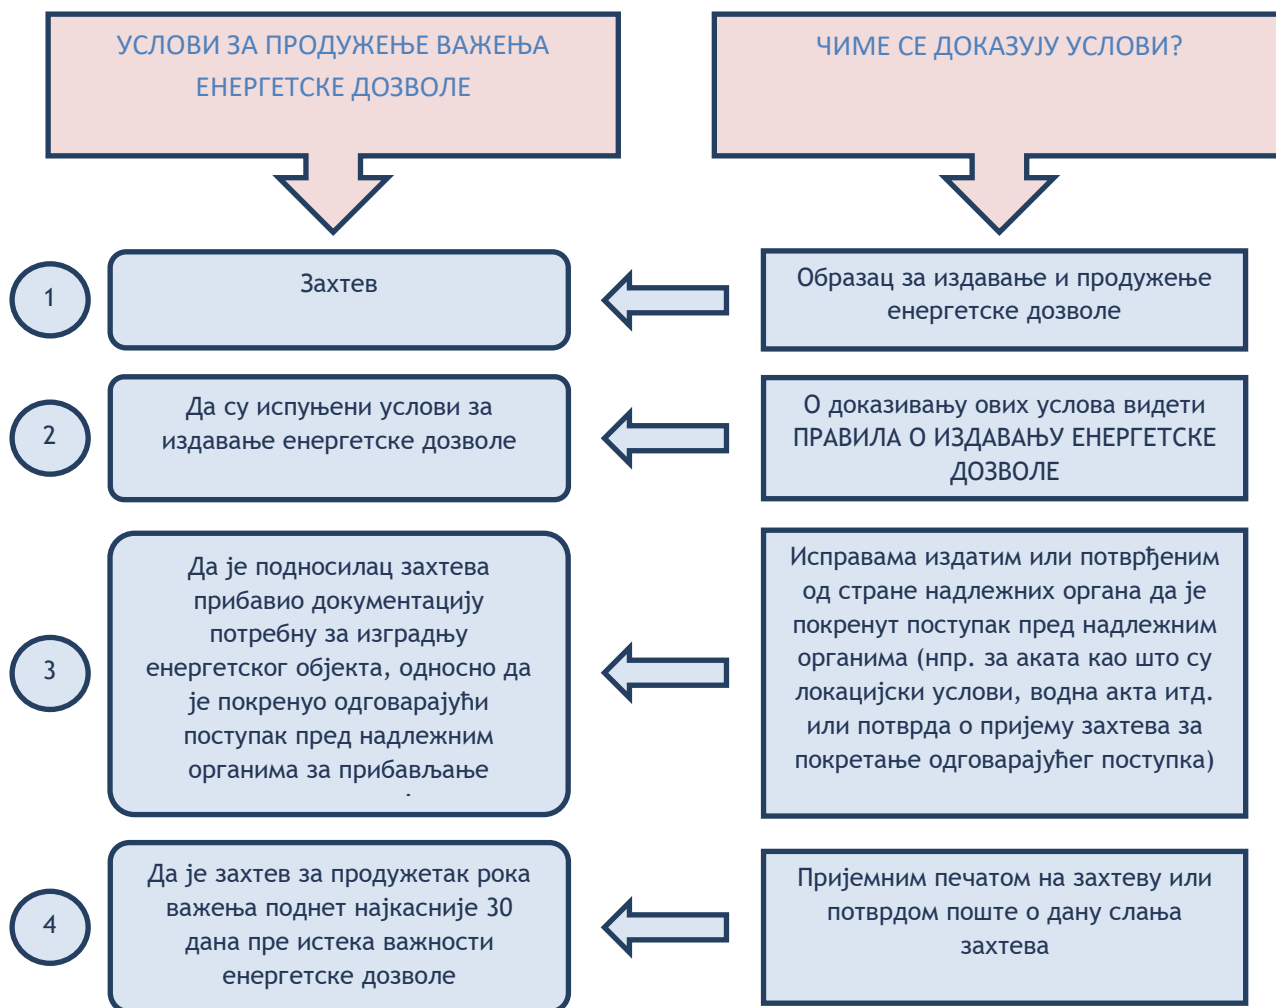 УСЛОВИ ЗА ПРОДУЖЕЊЕ ВАЖЕЊА
ЕНЕРГЕТСКЕ ДОЗВОЛЕ
ЧИМЕ СЕ ДОКАЗУЈУ УСЛОВИ?
1
Захтев
Образац за издавање и продужење
енергетске дозволе
2
Да су испуњени услови за
издавање енергетске дозволе
О доказивању ових услова видети
ПРАВИЛА О ИЗДАВАЊУ ЕНЕРГЕТСКЕ
ДОЗВОЛЕ
3
Да је подносилац захтева
прибавио документацију
потребну за изградњу
енергетског објекта, односно да
је покренуо одговарајући
поступак пред надлежним
органима за прибављање
Исправама издатим или потврђеним
од стране надлежних органа да је
покренут поступак пред надлежним
органима (нпр. за аката као што су
локацијски услови, водна акта итд.
или потврда о пријему захтева за
покретање одговарајућег поступка)
4
Да је захтев за продужетак рока
важења поднет најкасније 30
дана пре истека важности
енергетске дозволе
Пријемним печатом на захтеву или
потврдом поште о дану слања
захтева